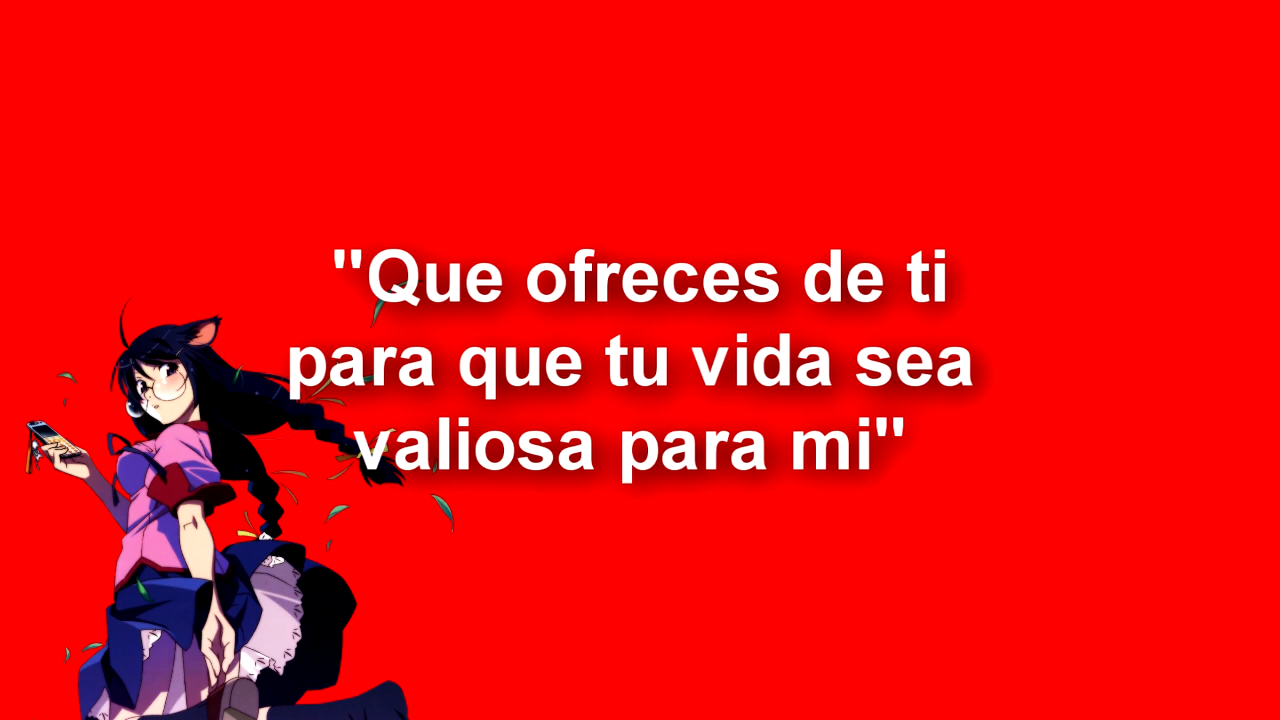 "Que ofreces de ti
para que tu vida sea
valiosa para mi"